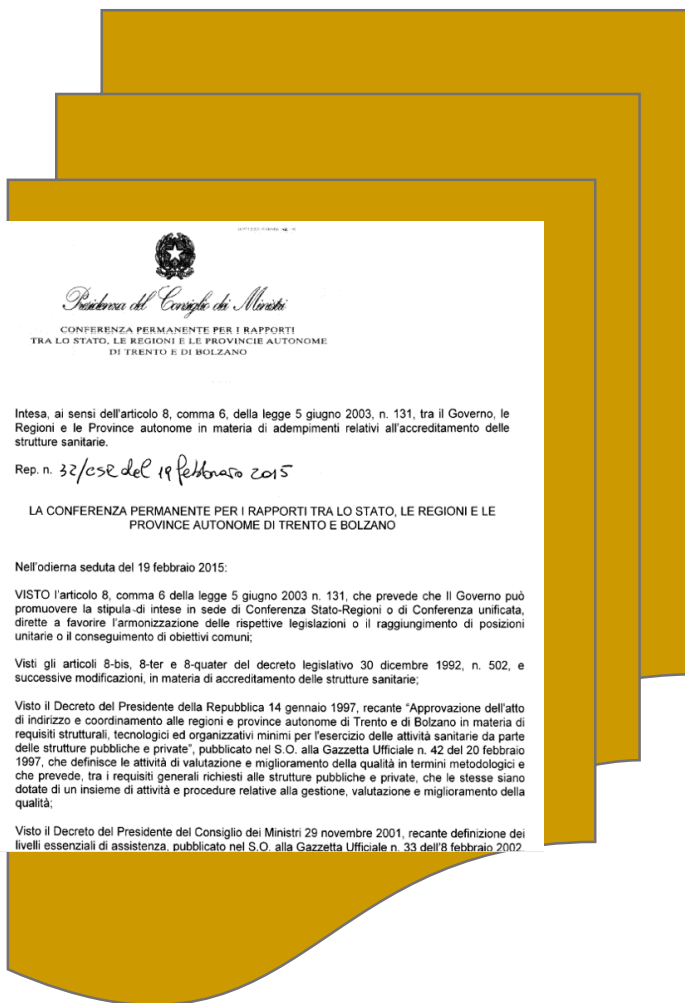 Presidenza del Consiglio dei Ministri
CONFERENZA PERMANENTE PER I RAPPORTI
TRA LO STATO, LE REGIONI E LE PROVINCIE AUTONOME
DI TRENTO E DI BOLZANO
Intesa, ai sensi dell'articolo 8, comma 6, della legge 5 giugno 2003, n. 131, tra il Governo, le
Regioni e le Province autonome in materia di adempimenti relativi all'accreditamento delle
strutture sanitarie.
Rep. n. 32/CSR del 19 febbraio 2015
LA CONFERENZA PERMANENTE PER I RAPPORTI TRA LO STATO, LE REGIONI E LE
PROVINCE AUTONOME DI TRENTO E BOLZANO
Nell'odierna seduta del 19 febbraio 2015:
VISTO l'articolo 8, comma 6 della legge 5 giugno 2003 n. 131, che prevede che Il Governo può
promuovere la stipula di intese in sede di Conferenza Stato-Regioni o di Conferenza unificata,
dirette a favorire l'armonizzazione delle rispettive legislazioni o il raggiungimento di posizioni
unitarie o il conseguimento di obiettivi comuni;
Visti gli articoli 8-bis, 8-ter e 8-quater del decreto legislativo 30 dicembre 1992, n. 502, e
successive modificazioni, in materia di accreditamento delle strutture sanitarie;
Visto il Decreto del Presidente della Repubblica 14 gennaio 1997, recante "Approvazione dell'atto
di indirizzo e coordinamento alle regioni e province autonome di Trento e di Bolzano in materia di
requisiti strutturali, tecnologici ed organizzativi minimi per l'esercizio delle attività sanitarie da parte
delle strutture pubbliche e private", pubblicato nel S.O. alla Gazzetta Ufficiale n. 42 del 20 febbraio
1997, che definisce le attività di valutazione e miglioramento della qualità in termini metodologici e
che prevede, tra i requisiti generali richiesti alle strutture pubbliche e private, che le stesse siano
dotate di un insieme di attività e procedure relative alla gestione, valutazione e miglioramento della
qualità;
Visto il Decreto del Presidente del Consiglio dei Ministri 29 novembre 2001, recante definizione dei
livelli essenziali di assistenza, pubblicato nel S.O. alla Gazzetta Ufficiale n. 33 dell'8 febbraio 2002